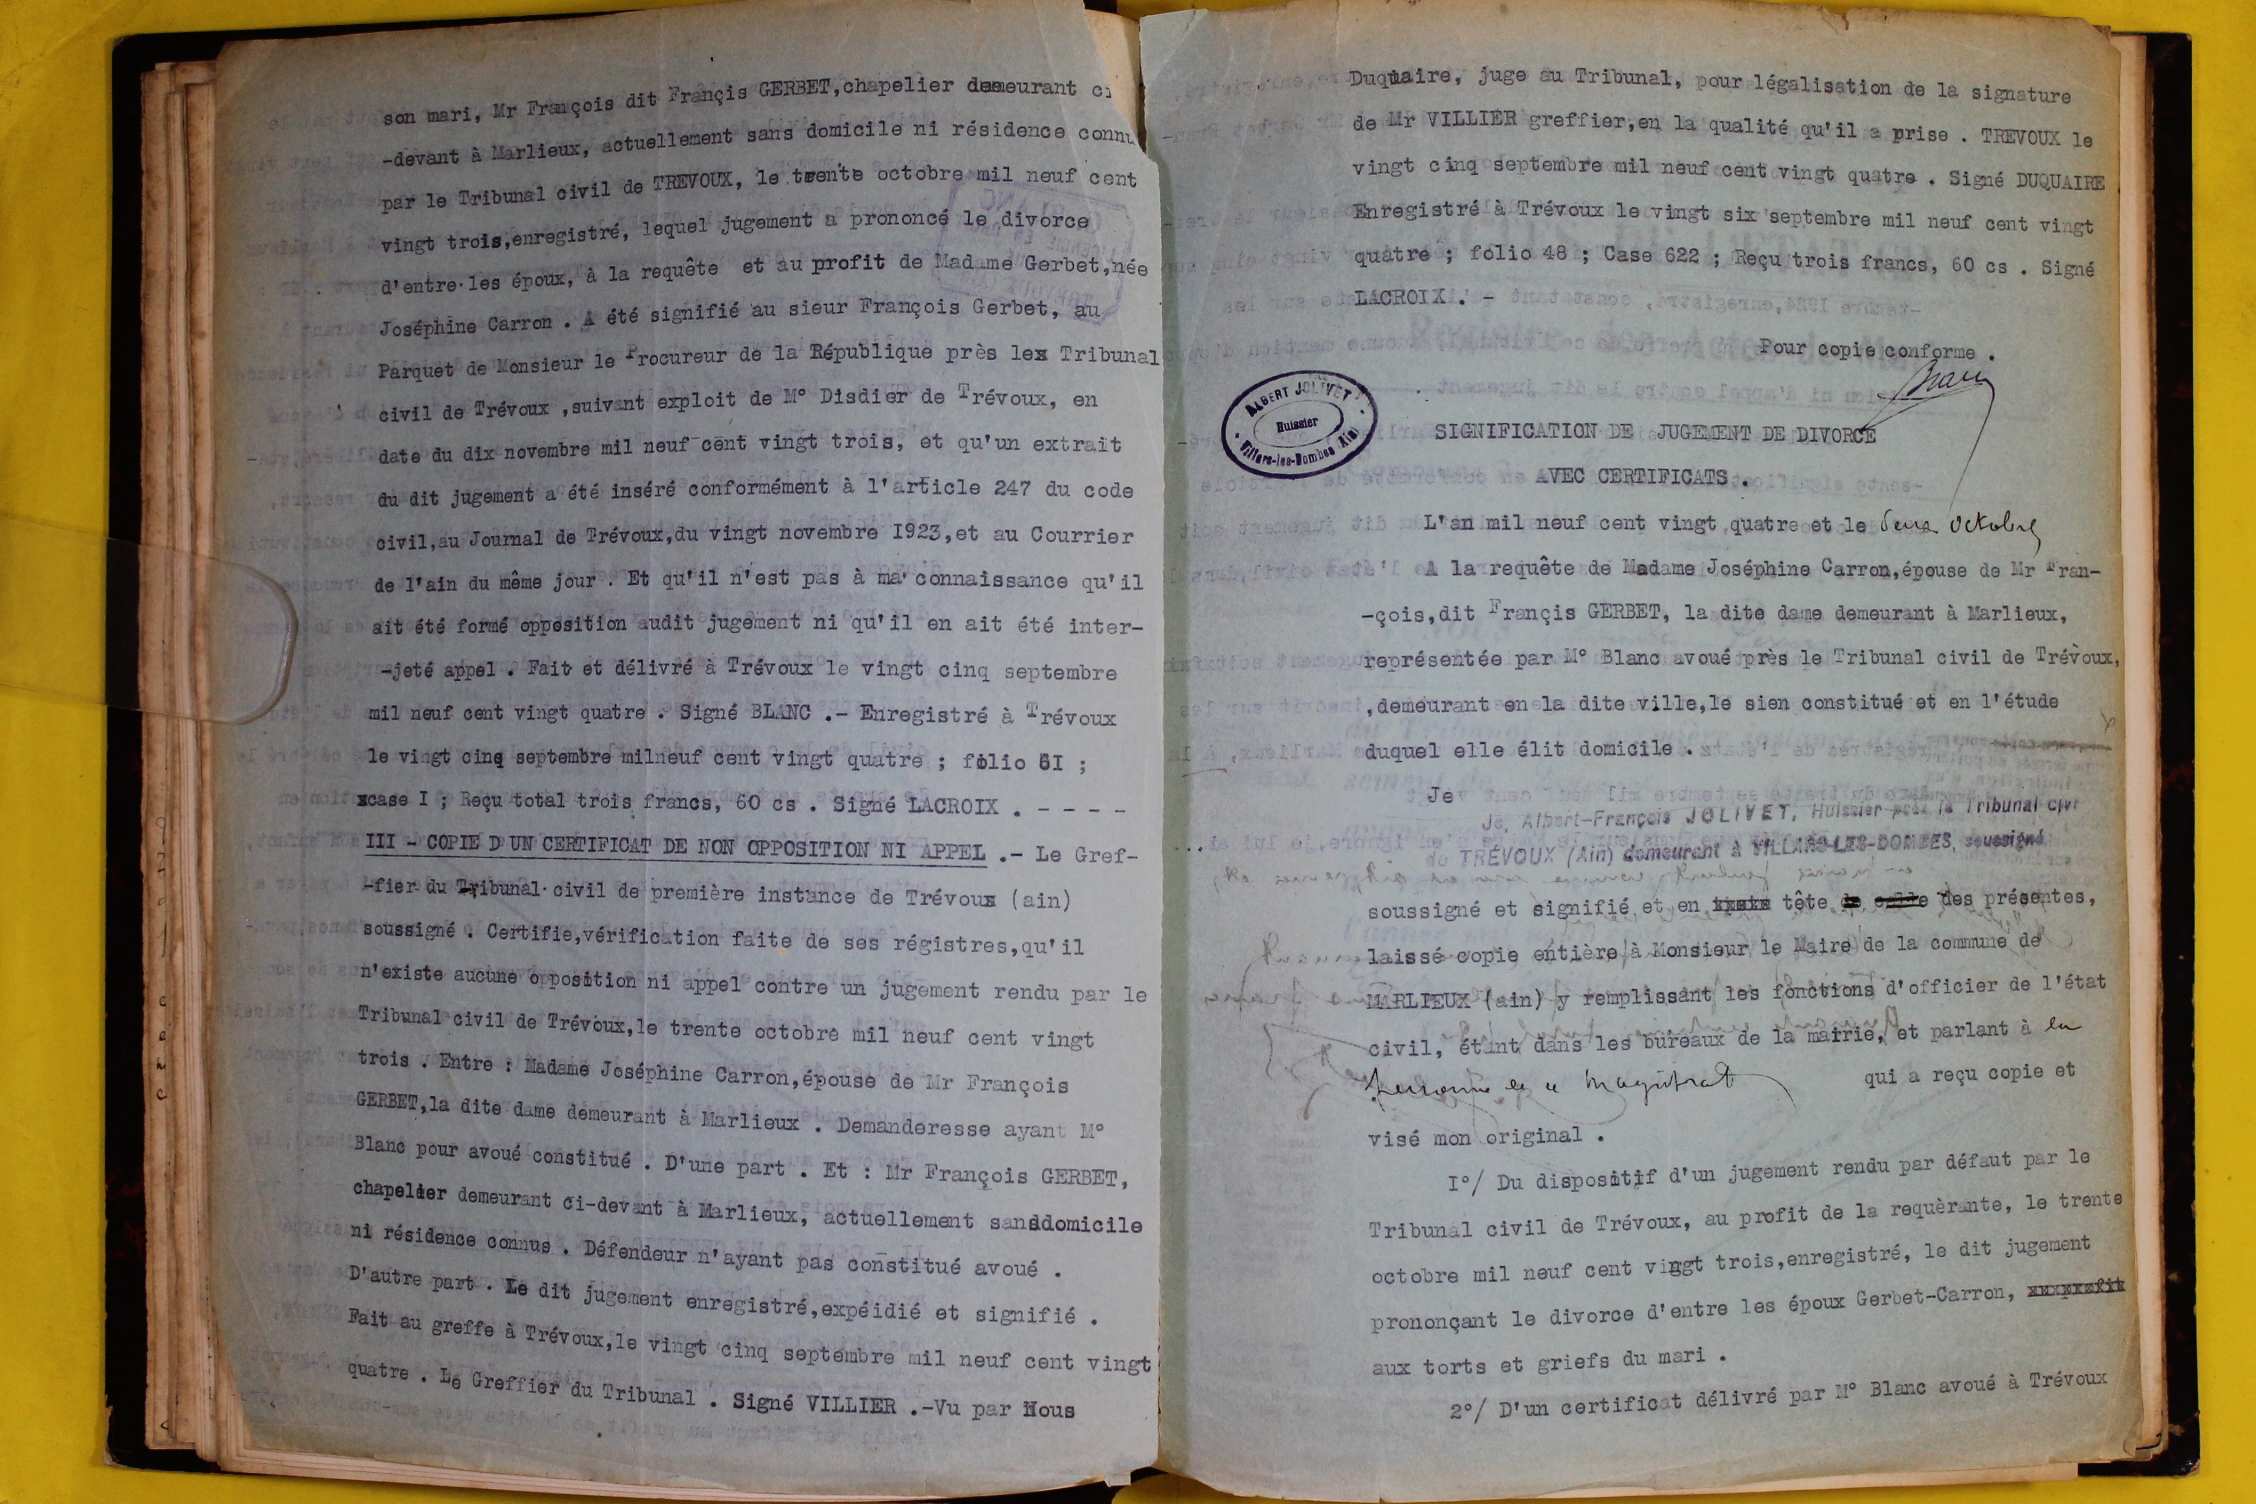 son mari, Mr François dit Françis GERBET,chapelier demeurant ci
-devant à Marlieux, actuellement sans domicile ni résidence connu
par le Tribunal civil de TREVOUX, le trente octobre mil neuf cent
vingt trois,enregistré, lequel jugement a prononcé le divorce
d'entre les époux, à la requête et au profit de Madame Gerbet,née
Joséphine Carron . A été signifié au sieur François Gerbet, au
Parquet de Monsieur le Procureur de la République près lex Tribunal
civil de Trévoux ,suivant exploit de M° Disdier de Trévoux, en
date du dix novembre mil neuf cent vingt trois, et qu'un extrait
du dit jugement a été inséré conformément à l'article 247 du code
civil,au Journal de Trévoux,du vingt novembre I923,et au Courrier
de l'ain du même jour . Et qu'il n'est pas à ma connaissance qu'il
ait été formé opposition audit jugement ni qu'il en ait été inter-
-jeté appel . Fait et délivré à Trévoux le vingt cinq septembre
mil neuf cent vingt quatre . Signé BLANC .- Enregistré à Trévoux
le vingt cinq septembre milneuf cent vingt quatre ; folio 5I ;
xcase I ; Reçu total trois francs, 60 cs . Signé LACROIX . - - - -
III - COPIE D'UN CERTIFICAT DE NON OPPOSITION NI APPEL .- Le Gref-
-fier du Tribunal civil de première instance de Trévoux (ain)
soussigné . Certifie,vérification faite de ses régistres,qu'il
n'existe aucune opposition ni appel contre un jugement rendu par le
Tribunal civil de Trévoux,le trente octobre mil neuf cent vingt
trois . Entre : Madame Joséphine Carron,épouse de Mr François
GERBET,la dite dame demeurant à Marlieux . Demanderesse ayant M°
Blanc pour avoué constitué . D'une part . Et : Mr François GERBET,
chapelier demeurant ci-devant à Marlieux, actuellement sansdomicile
ni résidence connus . Défendeur n'ayant pas constitué avoué .
D'autre part . Le dit jugement enregistré,expéidié et signifié .
Fait au greffe à Trévoux,le vingt cinq septembre mil neuf cent vingt
quatre . Le Greffier du Tribunal . Signé VILLIER .-Vu par Nous
Duquaire, juge au Tribunal, pour légalisation de la signature
de Mr VILLIER greffier,en la qualité qu'il a prise . TREVOUX le
vingt cinq septembre mil neuf cent vingt quatre . Signé DUQUAIRE
Enregistré à Trévoux le vingt six septembre mil neuf cent vingt
quatre ; folio 48 ; Case 622 ; Reçu trois francs, 60 cs . Signé
LACROIX . -
Pour copie conforme .
ALBERT JOLIVET
Huissier
Villars-les-Dombes (Ain)
SIGNIFICATION DE JUGEMENT DE DIVORCE
AVEC CERTIFICATS .
L'an mil neuf cent vingt quatre et le deux octobre
A la requête de Madame Joséphine Carron,épouse de Mr Fran-
-çois,dit Françis GERBET, la dite dame demeurant à Marlieux,
représentée par M° Blanc avoué près le Tribunal civil de Trévoux,
,demeurant en la dite ville,le sien constitué et en l'étude
duquel elle élit domicile .
Je
Je, Albert-François JOLIVET, Huissier près le Tribunal civi
de TRÉVOUX (Ain) demeurant à VILLARS-LES-DOMBES, soussigné
soussigné et signifié,et en tête des présentes,
laissé copie entière à Monsieur le Maire de la commune de
MARLIEUX (ain) y remplissant les fonctions d'officier de l'état
civil, étant dans les bureaux de la mairie, et parlant à la
personne de ce magistrat qui a reçu copie et
visé mon original .
I°/ Du dispositif d'un jugement rendu par défaut par le
Tribunal civil de Trévoux, au profit de la requèrante, le trente
octobre mil neuf cent vingt trois,enregistré, le dit jugement
prononçant le divorce d'entre les époux Gerbet-Carron,
aux torts et griefs du mari .
2°/ D'un certificat délivré par M° Blanc avoué à Trévoux